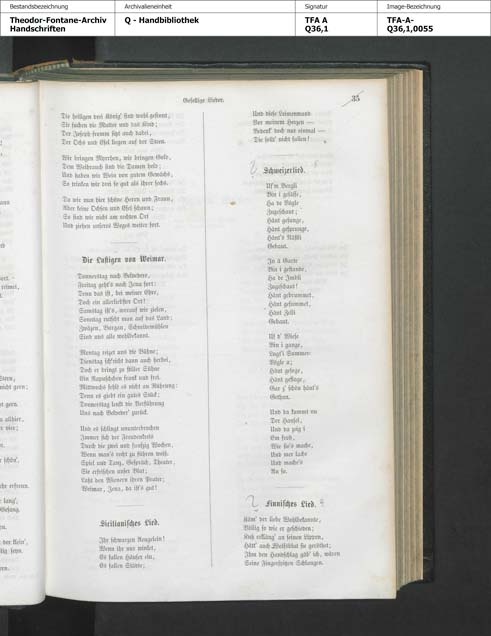 Bestandsbezeichnung
Theodor-Fontane-Archiv
Handschriften
Archivalieneinheit
Q - Handbibliothek
Signatur
TFA A
Q36,1
Image-Bezeichnung
TFA-A-
Q36,1,0055
Gesellige Lieder.
35
Die heiligen drei König' sind wohl gesinnt,
Sie suchen die Mutter und das Kind;
Der Joseph fromm sitzt auch dabei,
Der Ochs und Esel liegen auf der Streu.
Wir bringen Myrrhen, wir bringen Gold,
Dem Weihrauch sind die Damen hold;
Und haben wir Wein von gutem Gewächs,
So trinken wir drei so gut als ihrer sechs.
Da wir nun hier schöne Herrn und Fraun,
Aber keine Ochsen und Esel schaun;
So sind wir nicht am rechten Ort
Und ziehen unseres Weges weiter fort.
Die Lustigen von Weimar.
Donnerstag nach Belvedere,
Freitag geht's nach Jena fort:
Denn das ist, bei meiner Ehre,
Doch ein allerliebster Ort!
Samstag ist's, worauf wir zielen,
Sonntag rutscht man auf das Land;
Zwätzen, Burgau, Schneidemühlen
Sind uns alle wohlbekannt.
Montag reizet uns die Bühne;
Dienstag schleicht dann auch herbei,
Doch er bringt zu stiller Sühne
Ein Rapuschchen frank und frei.
Mittwochs fehlt es nicht an Rührung:
Denn es giebt ein gutes Stück;
Donnerstag lenkt die Verführung
Uns nach Belveder' zurück.
Und es schlingt ununterbrochen
Immer sich der Freudenkreis
Durch die zwei und funfzig Wochen,
Wenn man's recht zu führen weiß.
Spiel und Tanz, Gespräch, Theater,
Sie erfrischen unser Blut;
Laßt den Wienern ihren Prater;
Weimar, Jena, da ist's gut!
Sicilianisches Lied.
Ihr schwarzen Aeugelein!
Wenn ihr nur winket,
Es fallen Häuser ein,
Es fallen Städte;
Und diese Leimenwand
Vor meinem Herzen —
Bedenk' doch nur einmal —
Die sollt' nicht fallen!
Schweizerlied.
Uf'm Bergli
Bin i gesässe,
Ha de Vögle
Zugeschaut;
Hänt gesunge,
Hänt gesprunge,
Hänt's Nästli
Gebaut.
In ä Garte
Bin i gestande,
Ha de Imbli
Zugeschaut!
Hänt gebrummet,
Hänt gesummet,
Hänt Zelli
Gebaut.
Uf d' Wiese
Bin i gange,
Lugt'i Summer-
Vögle a;
Hänt gesoge,
Hänt gefloge,
Gar z' schön hänt's
Gethan.
Und da kummt nu
Der Hansel,
Und da zeig i
Em froh,
Wie sie's mache,
Und mer lache
Und mache's
Au so.
Finnisches Lied.
Käm' der liebe Wohlbekannte,
Völlig so wie er geschieden;
Kuß erkläng' an seinen Lippen,
Hätt' auch Wolfsblut sie geröthet;
Ihm den Handschlag gäb' ich, wären
Seine Fingerspitzen Schlangen.